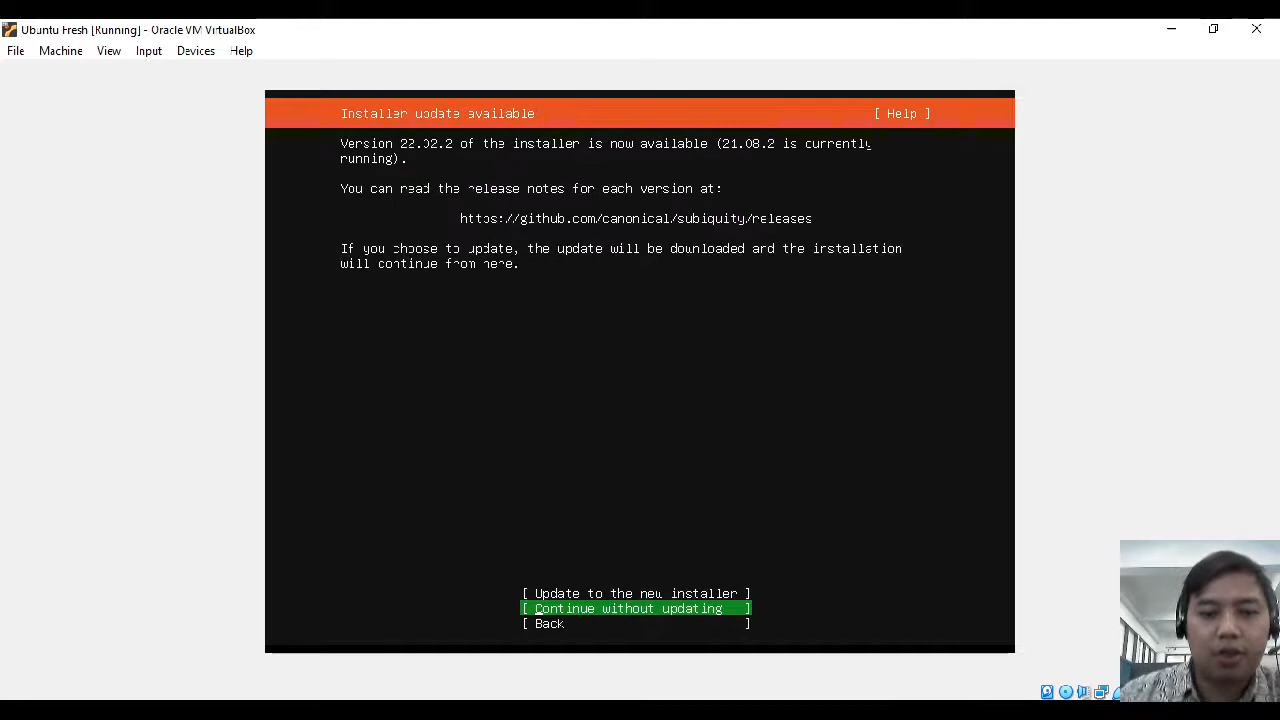 Ubuntu Fresh [Running] - Oracle VM VirtualBox
File Machine View Input Devices Help
Installer update available [ Help ]
Version 22.02.2 of the installer is now available (21.08.2 is currently
running).
You can read the release notes for each version at:
https://github.com/canonical/subiquity/releases
If you choose to update, the update will be downloaded and the installation
will continue from here.
[ Update to the new installer ]
[ Continue without updating ]
[ Back ]